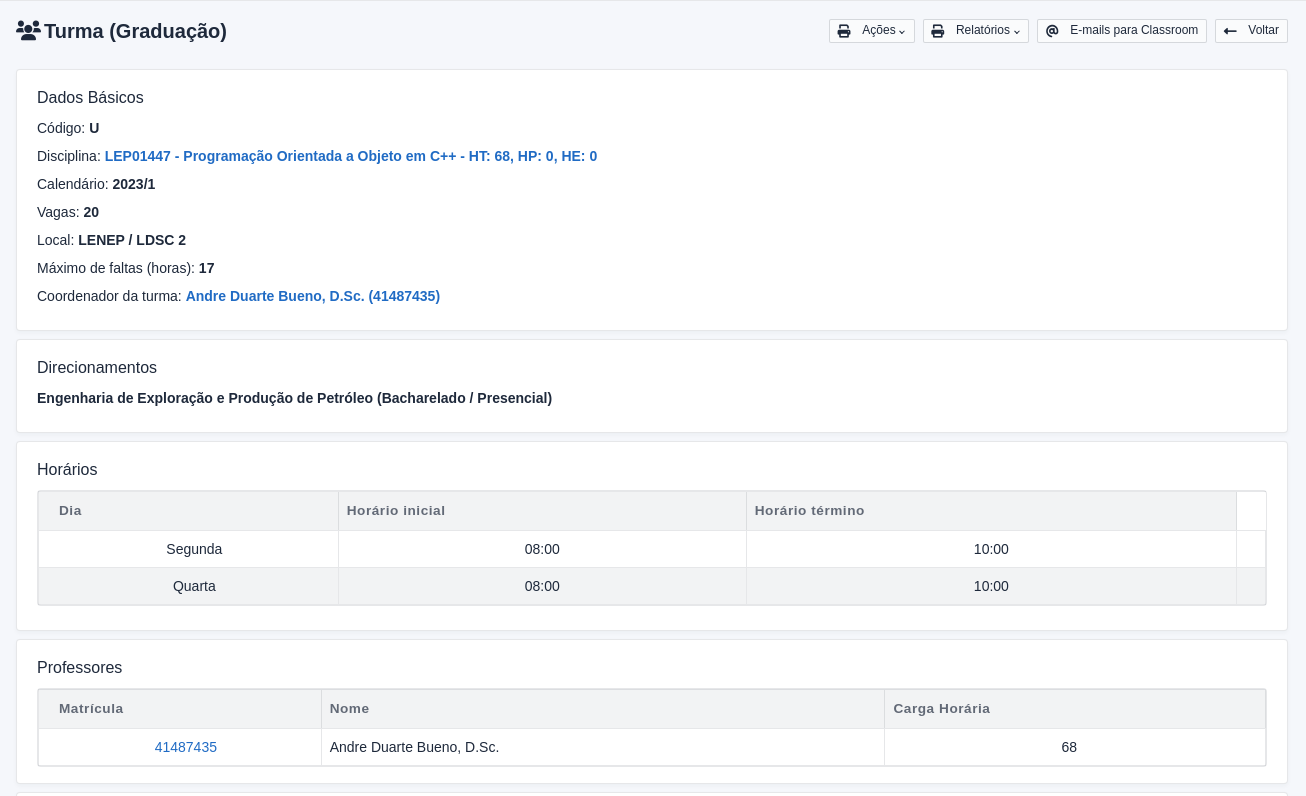 Turma (Graduação)
Ações
Relatórios
E-mails para Classroom
Voltar
Dados Básicos
Código: U
Disciplina: LEP01447 - Programação Orientada a Objeto em C++ - HT: 68, HP: 0, HE: 0
Calendário: 2023/1
Vagas: 20
Local: LENEP / LDSC 2
Máximo de faltas (horas): 17
Coordenador da turma: Andre Duarte Bueno, D.Sc. (41487435)
Direcionamentos
Engenharia de Exploração e Produção de Petróleo (Bacharelado / Presencial)
Horários
Dia Horário inicial Horário término
Segunda 08:00 10:00
Quarta 08:00 10:00
Professores
Matrícula Nome Carga Horária
41487435 Andre Duarte Bueno, D.Sc. 68